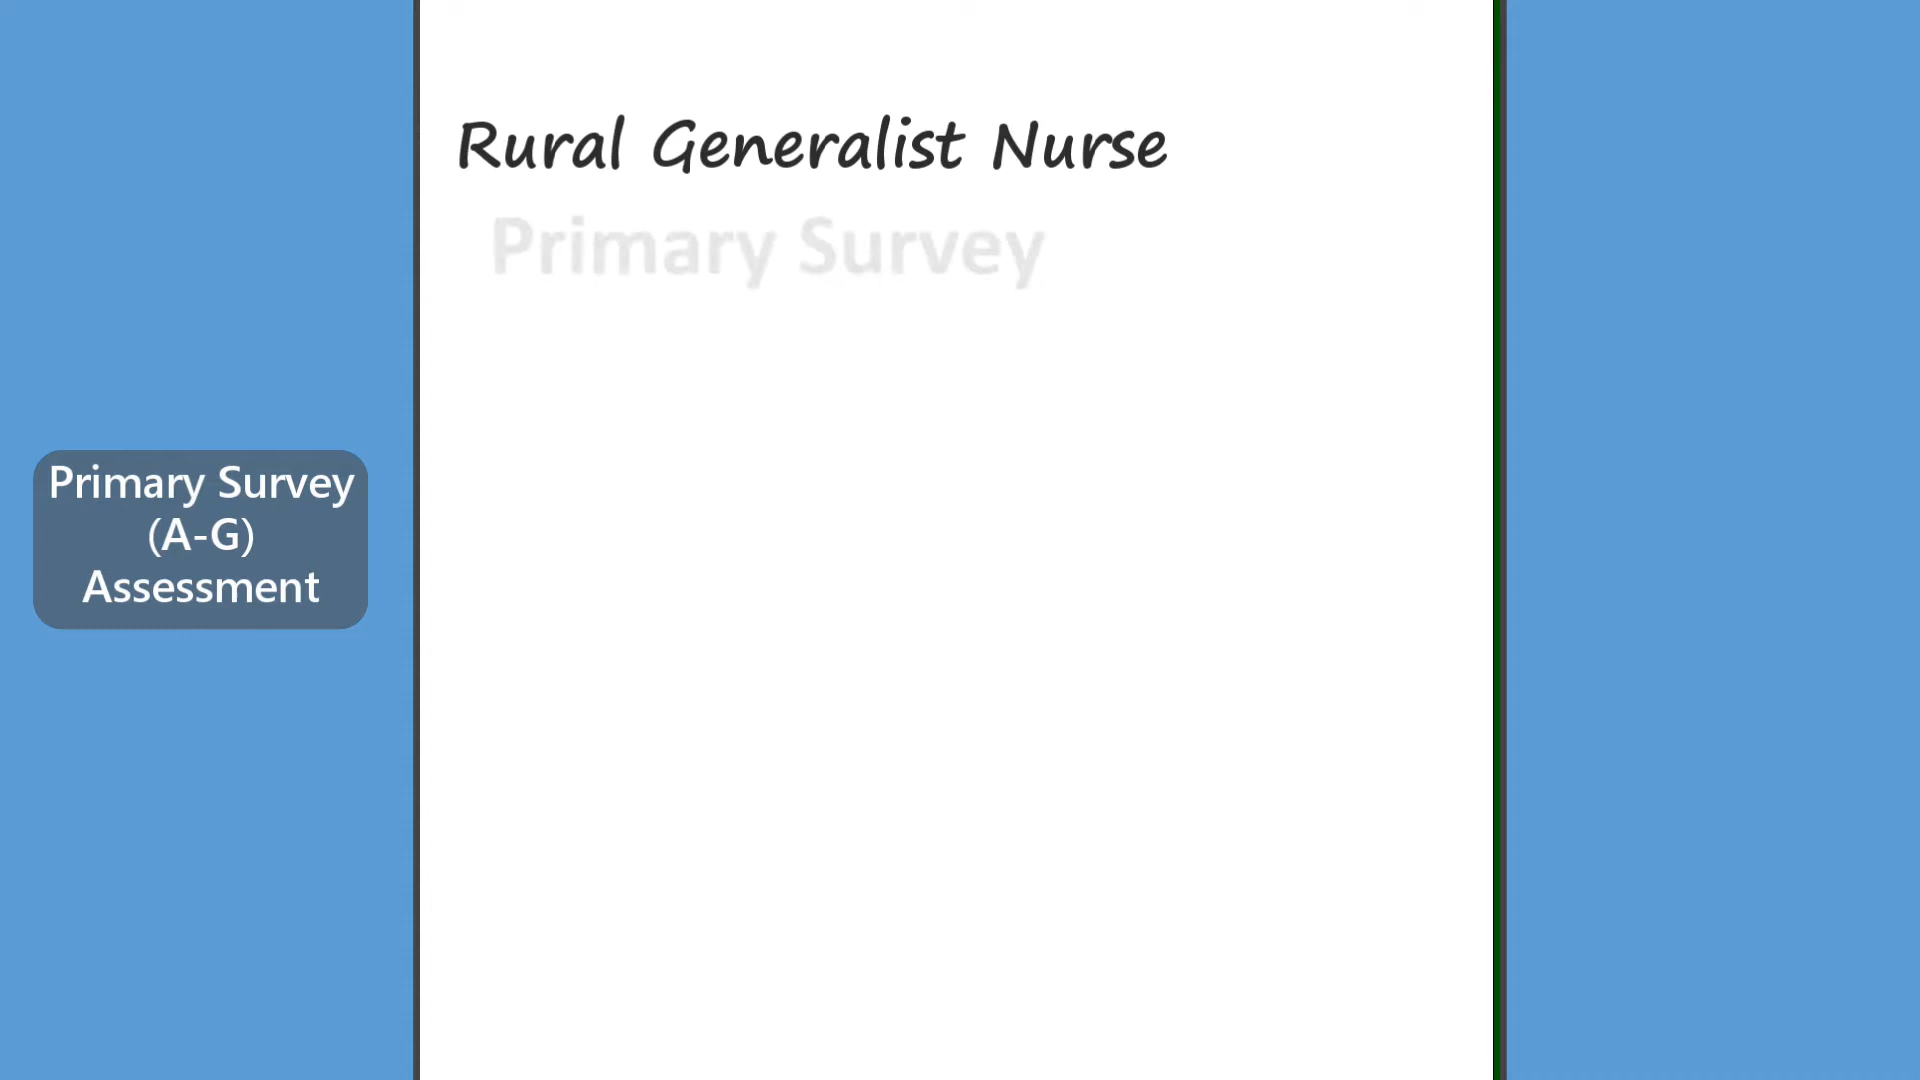 Rural Generalist Nurse
Primary Survey
Primary Survey
(A-G)
Assessment